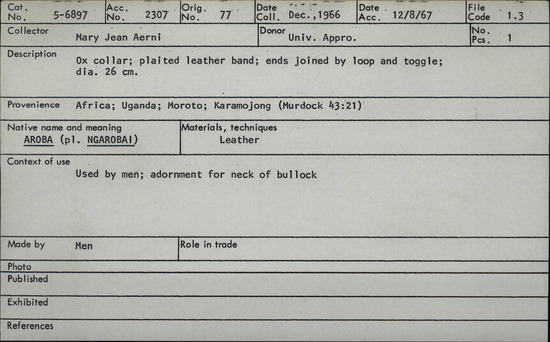 Cat. No. 5-6897 Acc. No. 2307 Orig. No. 77 Date Coll. Dec.,1966 Date Acc. 12/8/67 File Code 1.3
Collector Mary Jean Aerni Donor Univ. Appro. No. Pcs. 1
Description
Ox collar; plaited leather band; ends joined by loop and toggle;
dia. 26 cm.
Provenience Africa; Uganda; Moroto; Karamojong (Murdock 43:21)
Native name and meaning Materials, techniques
AROBA (pl. NGAROBAI) Leather
Context of use
Used by men; adornment for neck of bullock
Made by Men Role in trade
Photo
Published
Exhibited
References